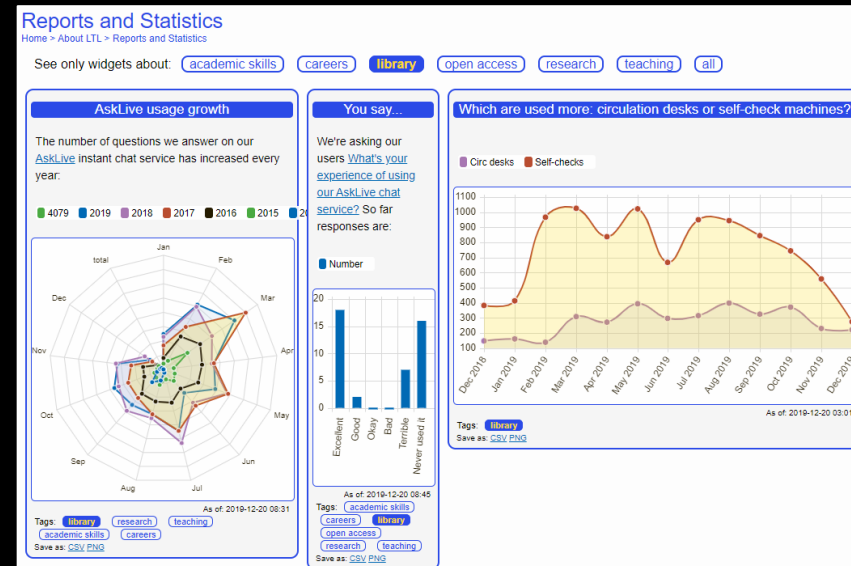 Reports and Statistics
Home > About LTL > Reports and Statistics
See only widgets about: academic skills careers library open access research teaching all
AskLive usage growth
The number of questions we answer on our
AskLive instant chat service has increased every
year:
4079 2019 2018 2017 2016 2015
Jan
total Feb
Dec Mar
Nov Apr
Oct May
Sep Jun
Aug Jul
As of: 2019-12-20 08:31
Tags: library research teaching
academic skills careers
Save as: CSV PNG
You say...
We're asking our
users What's your
experience of using
our AskLive chat
service? So far
responses are:
Number
20
15
10
5
0
Excellent Good Okay Bad Terrible Never used it
As of: 2019-12-20 08:45
Tags: academic skills
careers library
open access
research teaching
Save as: CSV PNG
Which are used more: circulation desks or self-check machines?
Circ desks Self-checks
1100
1000
900
800
700
600
500
400
300
200
100
Dec 2018 Jan 2019 Feb 2019 Mar 2019 Apr 2019 May 2019 Jun 2019 Jul 2019 Aug 2019 Sep 2019 Oct 2019 Nov 2019 Dec 2019
As of: 2019-12-20 03:01
Tags: library
Save as: CSV PNG